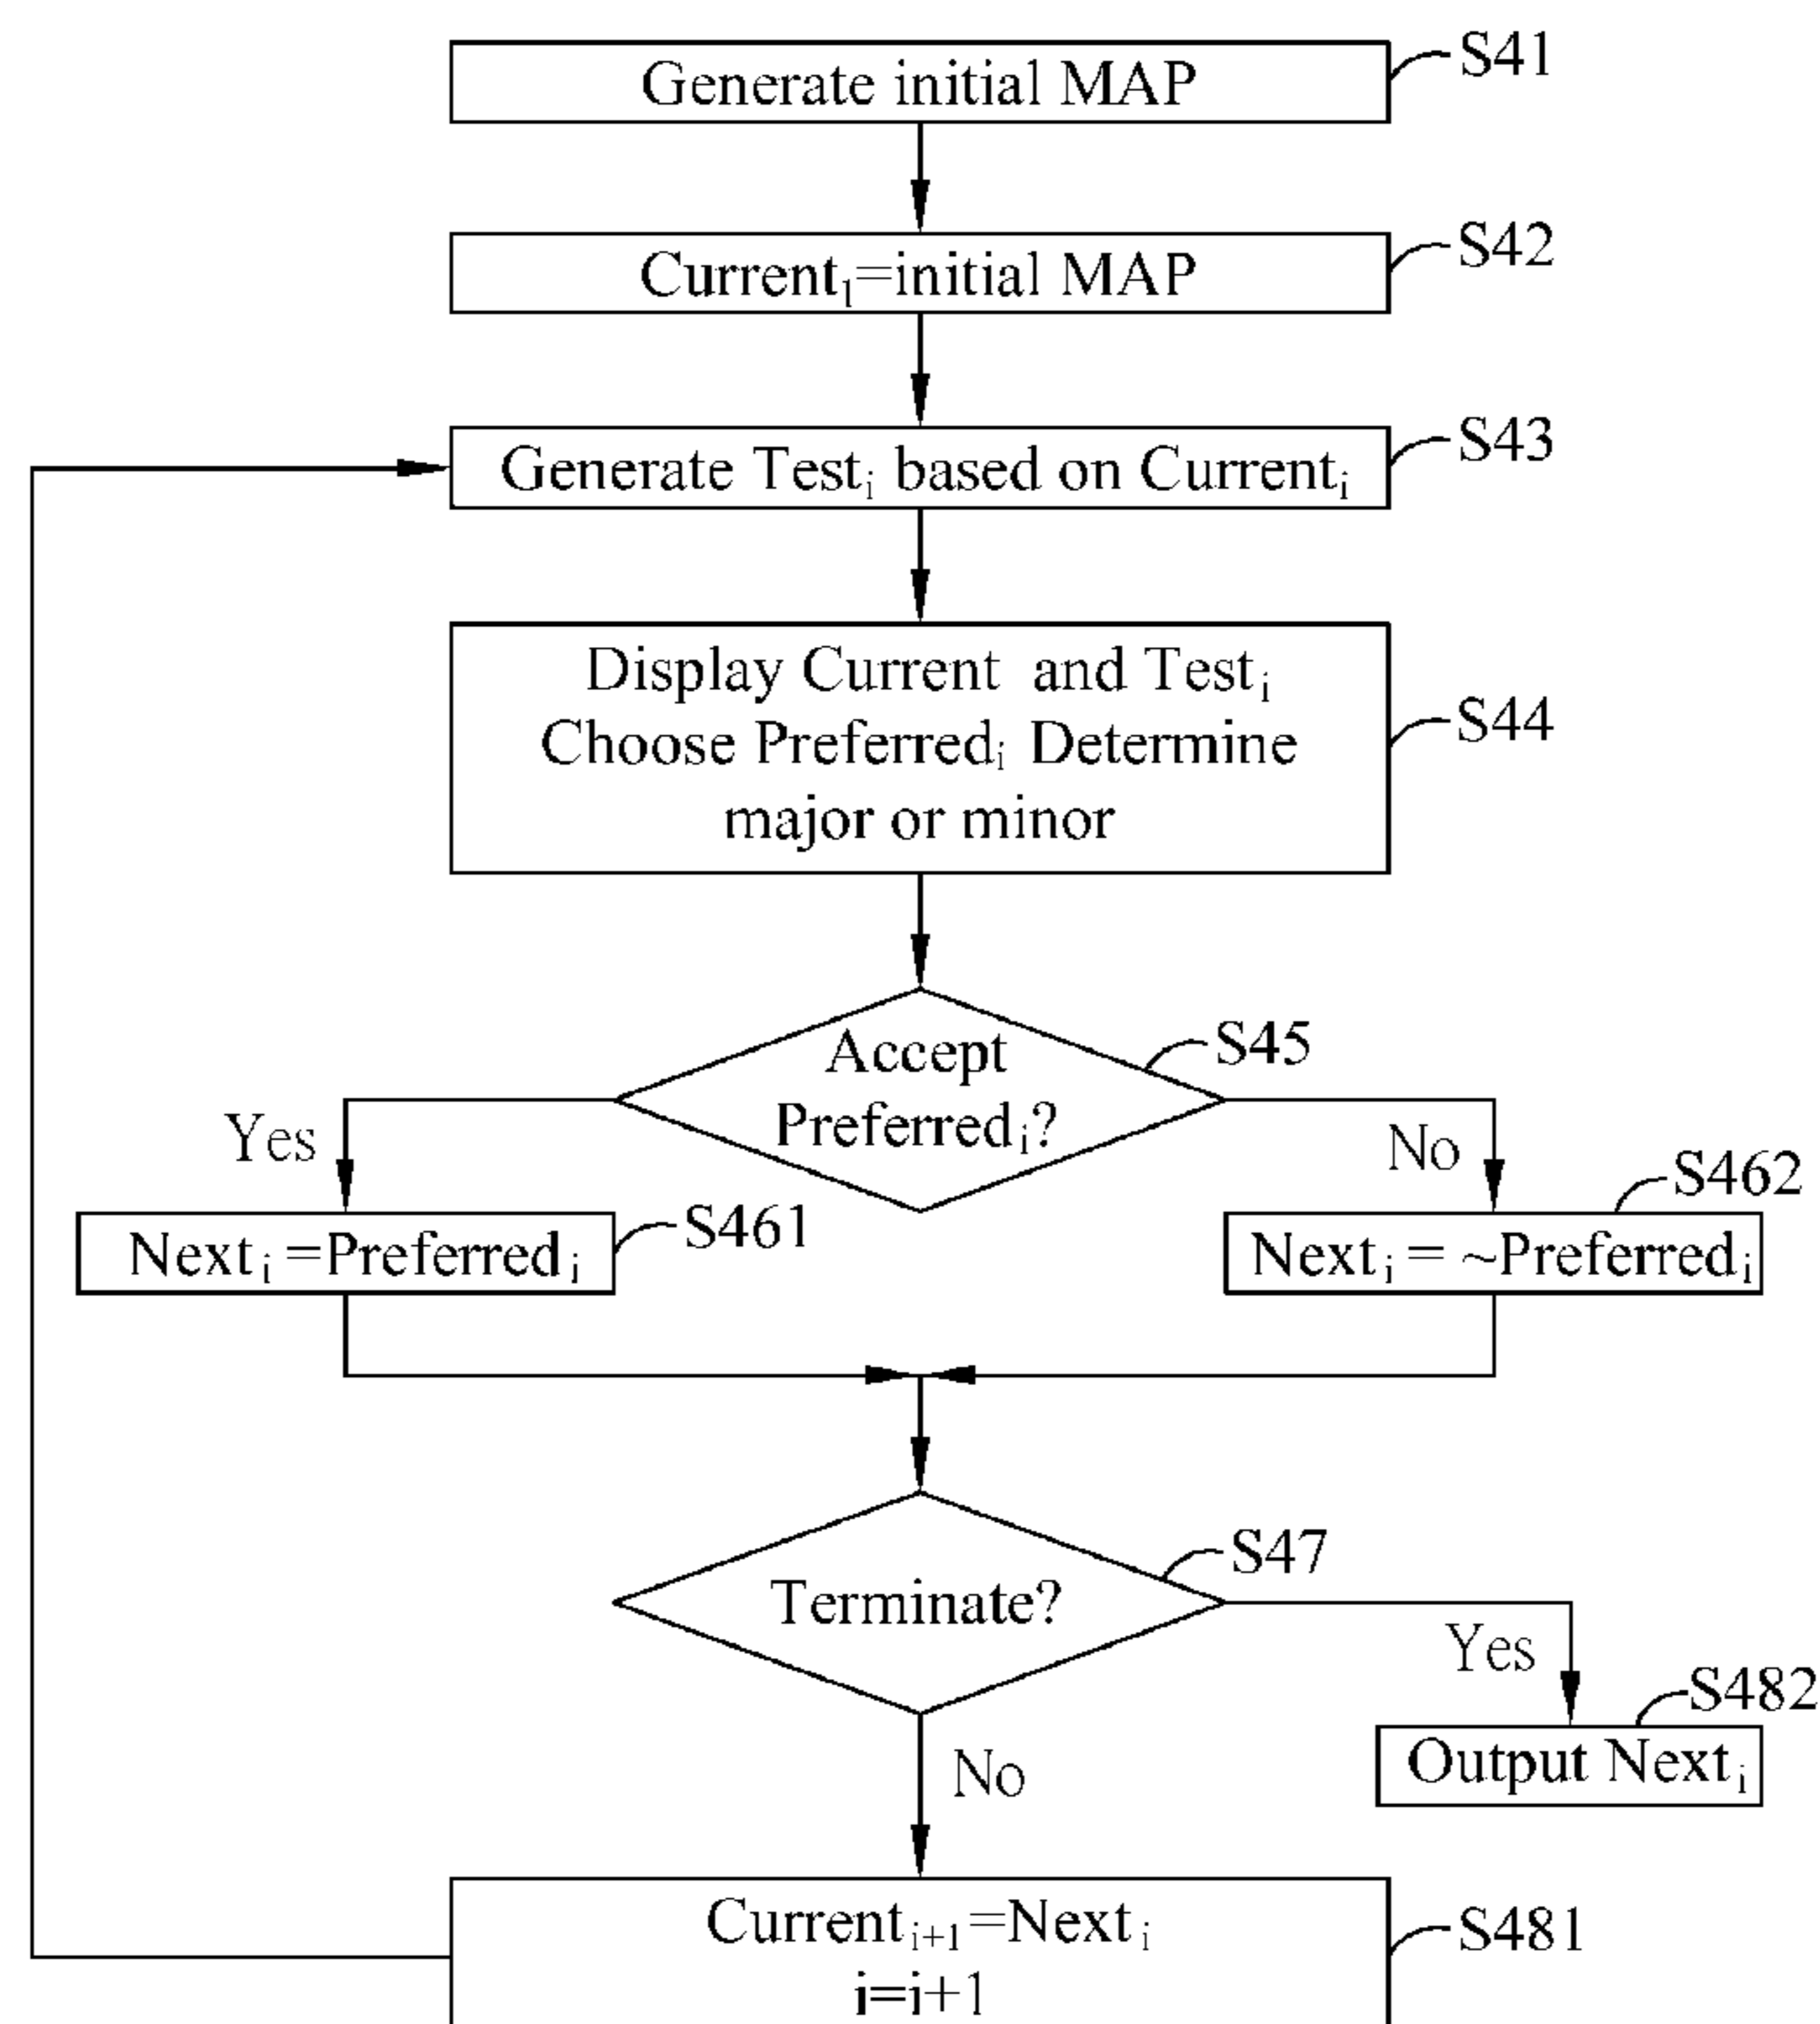 Generate initial MAP
S41
Current₁=initial MAP
S42
Generate Testᵢ based on Currentᵢ
S43
Display Current and Testᵢ
Choose Preferredᵢ Determine
major or minor
S44
Accept
Preferredᵢ?
S45
Yes
No
Nextᵢ=Preferredᵢ
S461
Nextᵢ= ~Preferredᵢ
S462
Terminate?
S47
Yes
No
Output Nextᵢ
S482
Currentᵢ₊₁=Nextᵢ
i=i+1
S481